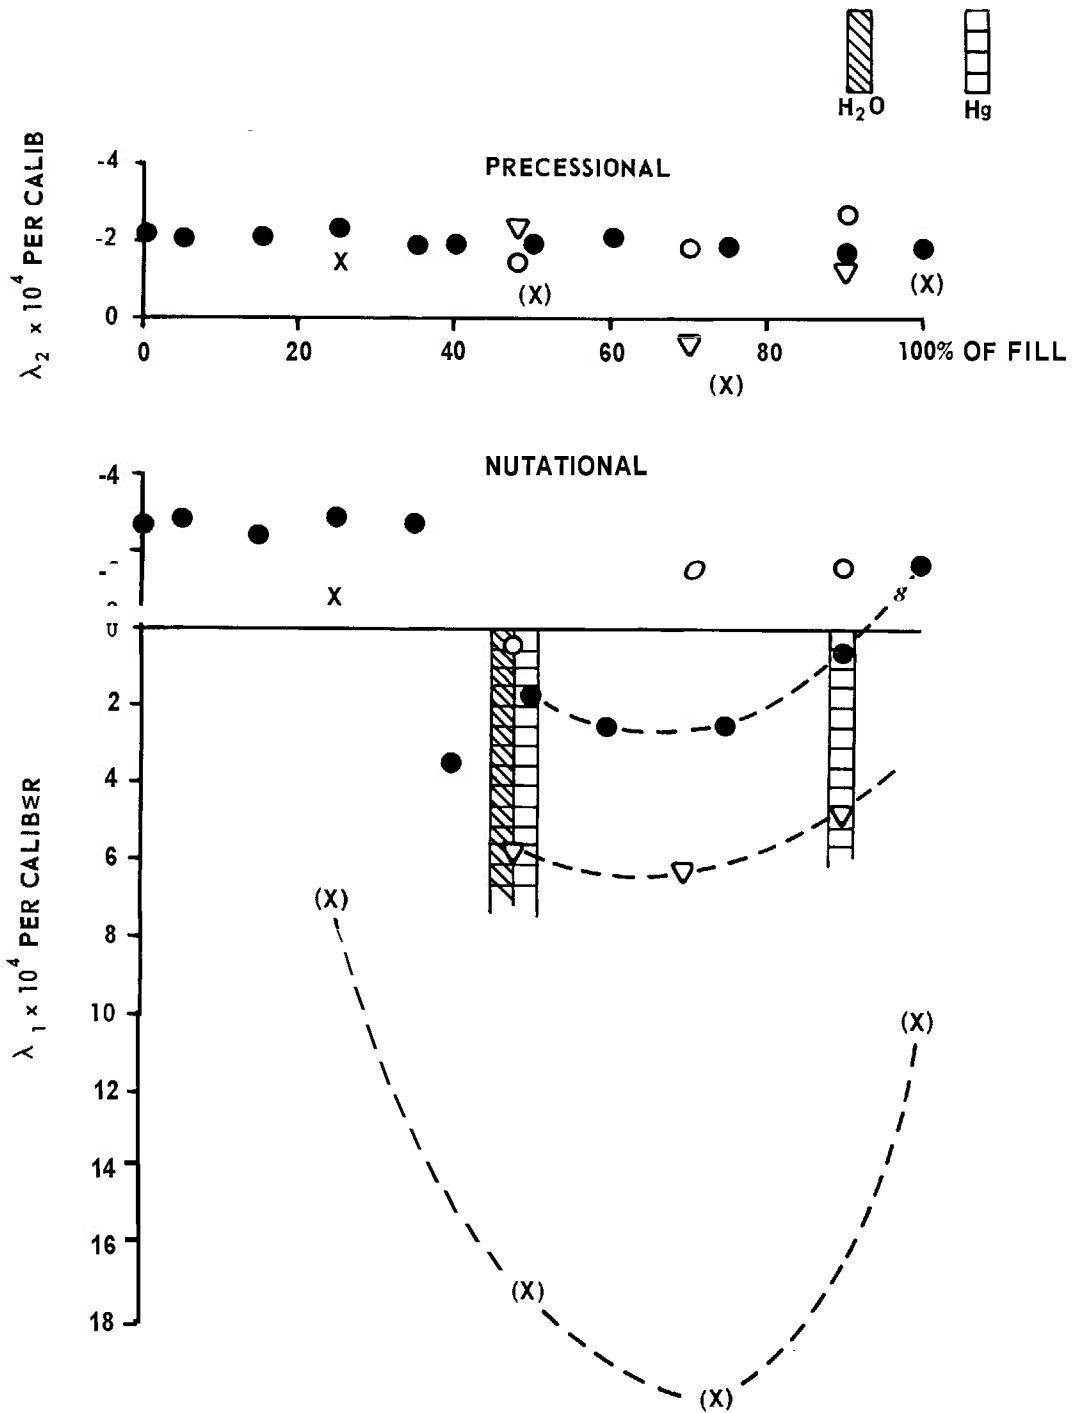 H₂O Hg
λ₂ × 10⁴ PER CALIB
PRECESSIONAL
-4
-2
0
0 20 40 60 80 100% OF FILL
X
(X)
(X)
(X)
NUTATIONAL
-4
X
8
2
4
6
8
10
12
14
16
18
λ₁ × 10⁴ PER CALIBER
(X)
(X)
(X)
(X)